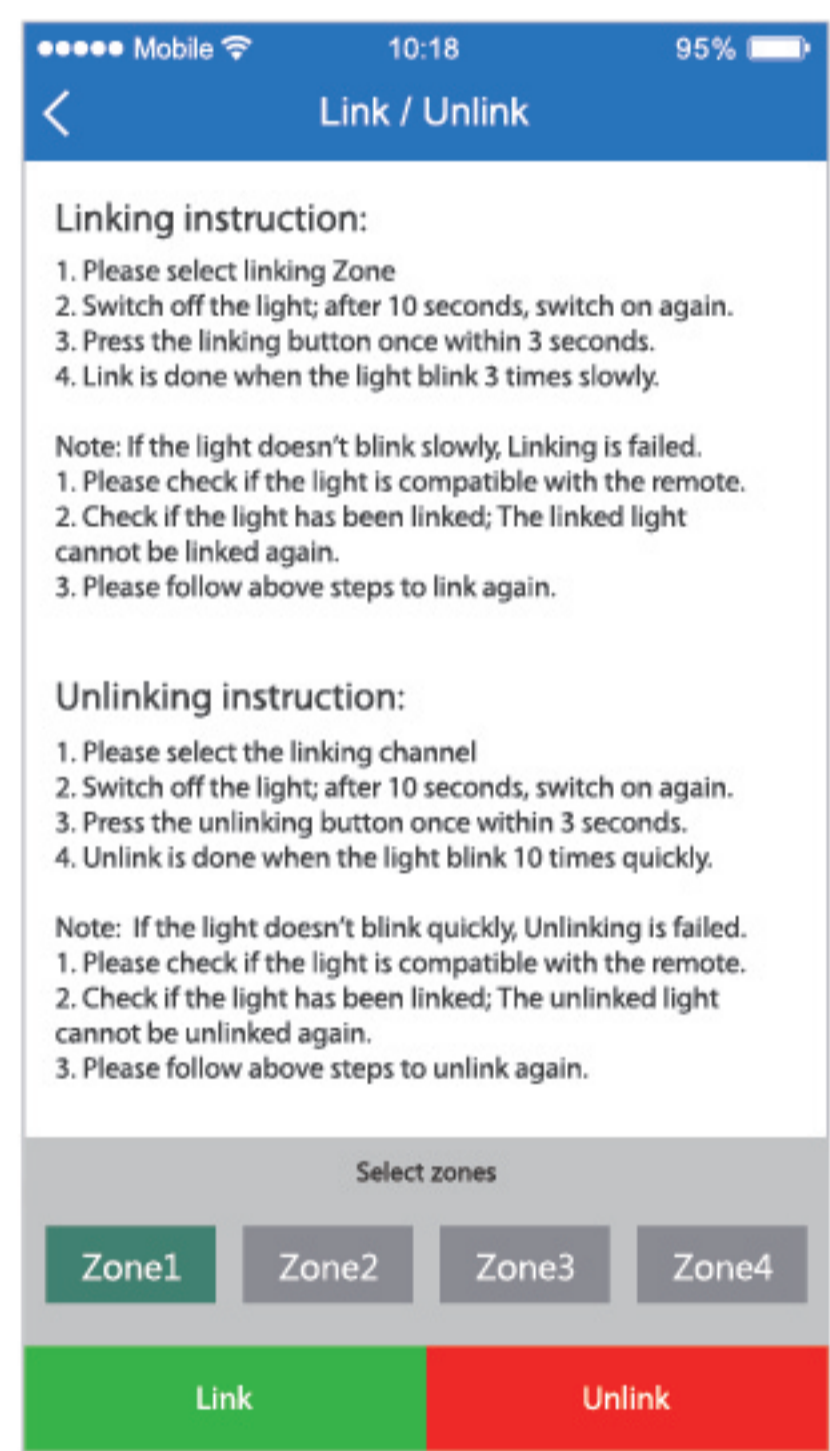 Mobile 10:18 95%
Link / Unlink
Linking instruction:
1. Please select linking Zone
2. Switch off the light; after 10 seconds, switch on again.
3. Press the linking button once within 3 seconds.
4. Link is done when the light blink 3 times slowly.
Note: If the light doesn't blink slowly, Linking is failed.
1. Please check if the light is compatible with the remote.
2. Check if the light has been linked; The linked light
cannot be linked again.
3. Please follow above steps to link again.
Unlinking instruction:
1. Please select the linking channel
2. Switch off the light; after 10 seconds, switch on again.
3. Press the unlinking button once within 3 seconds.
4. Unlink is done when the light blink 10 times quickly.
Note: If the light doesn't blink quickly, Unlinking is failed.
1. Please check if the light is compatible with the remote.
2. Check if the light has been linked; The unlinked light
cannot be unlinked again.
3. Please follow above steps to unlink again.
Select zones
Zone1 Zone2 Zone3 Zone4
Link Unlink